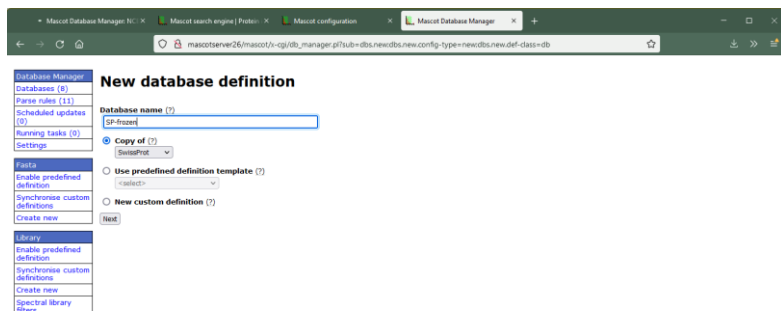 Mascot Database Manager: NC
Mascot search engine | Protein
Mascot configuration
Mascot Database Manager
mascotserver26/mascot/x-cgi/db_manager.pl?sub=dbs.new;dbs.new.config-type=new;dbs.new.def-class=db
Database Manager
Databases (8)
Parse rules (11)
Scheduled updates
(0)
Running tasks (0)
Settings
Fasta
Enable predefined
definition
Synchronise custom
definitions
Create new
Library
Enable predefined
definition
Synchronise custom
definitions
Create new
Spectral library
filters
New database definition
Database name (?)
SP-frozen
Copy of (?)
SwissProt
Use predefined definition template (?)
<select>
New custom definition (?)
Next